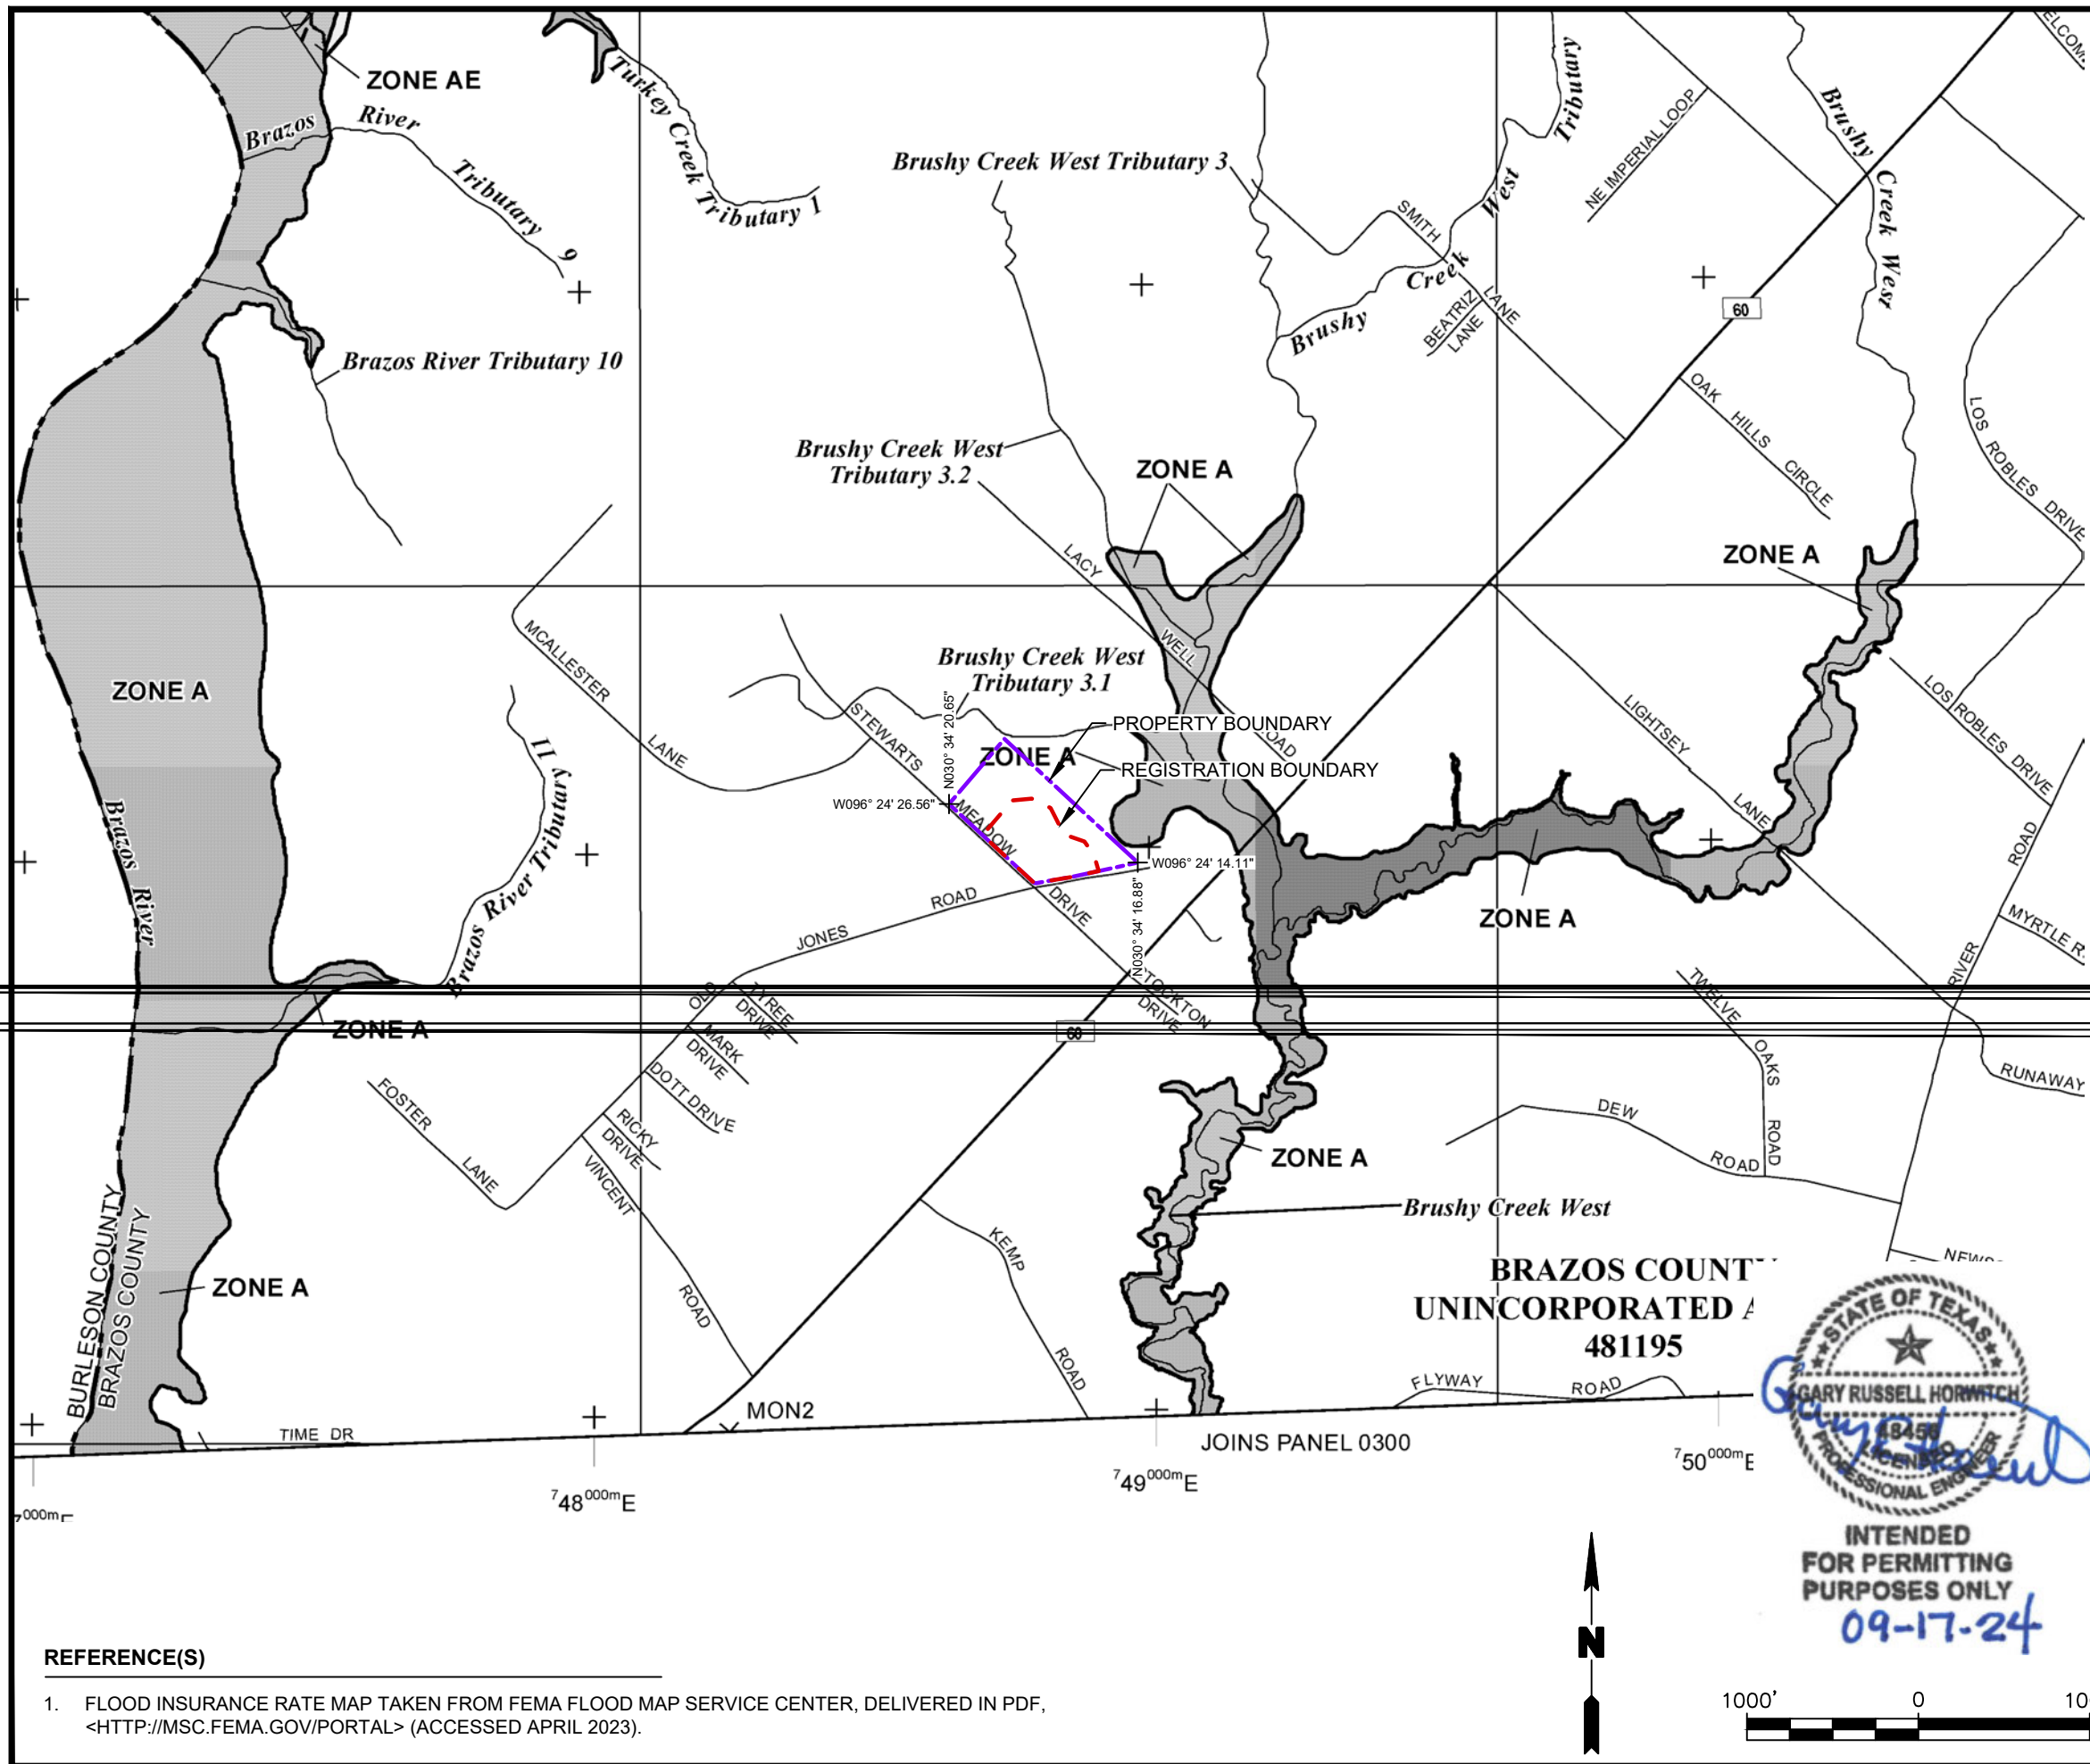 ZONE AE
Brazos River Tributary 9
Turkey Creek Tributary 1
Brushy Creek West Tributary 3
Brushy Creek West Tributary
SMITH LANE
BEATRIZ LANE
NE IMPERIAL LOOP
Brushy Creek West
60
Brazos River Tributary 10
OAK HILLS CIRCLE
LOS ROBLES DRIVE
Brushy Creek West
Tributary 3.2
ZONE A
ZONE A
LACY WELL ROAD
MCALLESTER LANE
Brushy Creek West
Tributary 3.1
ZONE A
STEWARTS MEADOW DRIVE
N030° 34' 20.65"
W096° 24' 26.56"
ZONE A
PROPERTY BOUNDARY
REGISTRATION BOUNDARY
W096° 24' 14.11"
N030° 34' 16.88"
LIGHTSEY LANE
LOS ROBLES DRIVE
Brazos River
Brazos River Tributary 11
OLD JONES ROAD
ZONE A
RIVER ROAD
MYRTLE R
STOCKTON
DRIVE
TWELVE OAKS ROAD
ZONE A
TYREE
DRIVE
MARK
DRIVE
DOTT DRIVE
RICKY
DRIVE
VINCENT ROAD
FOSTER LANE
60
RUNAWAY
DEW ROAD
ZONE A
Brushy Creek West
KEMP ROAD
BURLESON COUNTY
BRAZOS COUNTY
ZONE A
BRAZOS COUNT
UNINCORPORATED
481195
FLYWAY ROAD
TIME DR
MON2
JOINS PANEL 0300
7000m
748000mE
749000mE
750000mE
STATE OF TEXAS
GARY RUSSELL HORWITCH
48456
LICENSED
PROFESSIONAL ENGINEER
INTENDED
FOR PERMITTING
PURPOSES ONLY
09-17-24
N
1000' 0
REFERENCE(S)
1. FLOOD INSURANCE RATE MAP TAKEN FROM FEMA FLOOD MAP SERVICE CENTER, DELIVERED IN PDF,
<HTTP://MSC.FEMA.GOV/PORTAL> (ACCESSED APRIL 2023).